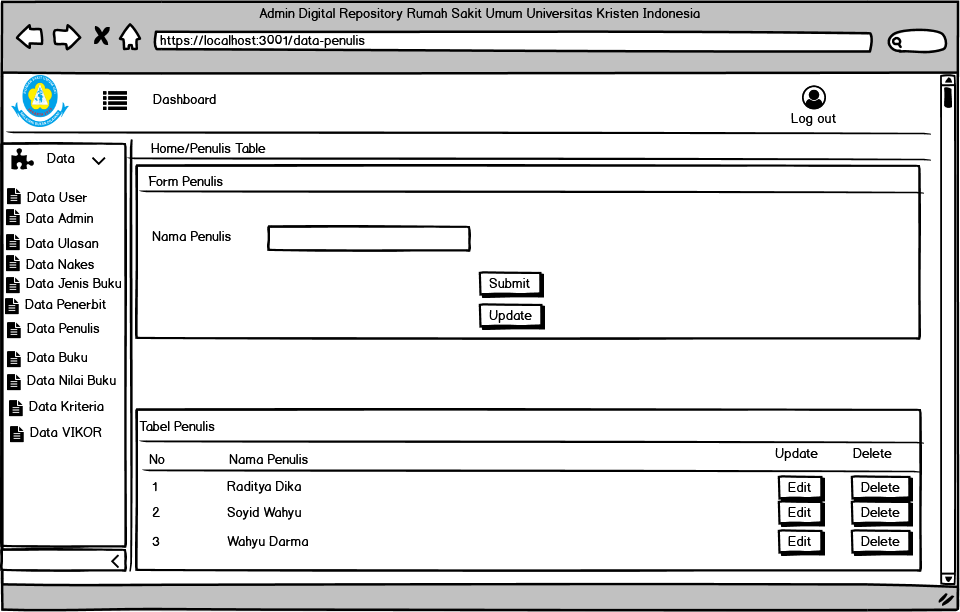 Admin Digital Repository Rumah Sakit Umum Universitas Kristen Indonesia
https://localhost:3001/data-penulis
Dashboard
Log out
Data
Data User
Data Admin
Data Ulasan
Data Nakes
Data Jenis Buku
Data Penerbit
Data Penulis
Data Buku
Data Nilai Buku
Data Kriteria
Data VIKOR
Home/Penulis Table
Form Penulis
Nama Penulis
Submit
Update
Tabel Penulis
No Nama Penulis Update Delete
1 Raditya Dika Edit Delete
2 Soyid Wahyu Edit Delete
3 Wahyu Darma Edit Delete